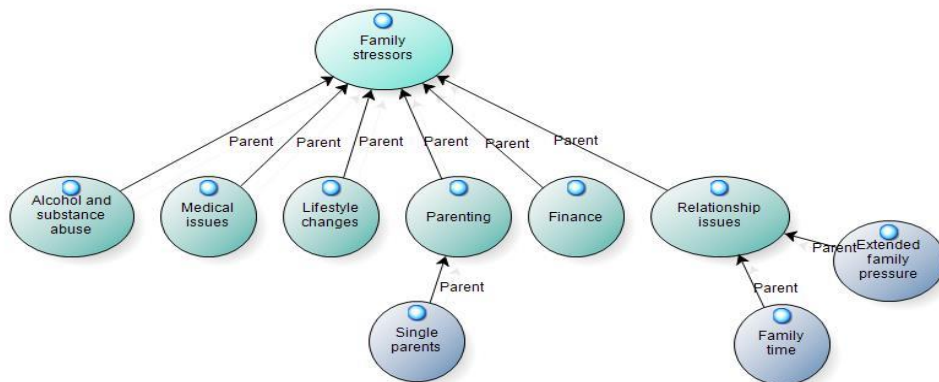 Family
stressors
Parent
Parent
Parent
Parent
Parent
Parent
Alcohol and
substance
abuse
Medical
issues
Lifestyle
changes
Parenting
Finance
Relationship
issues
Parent
Extended
family
pressure
Parent
Parent
Single
parents
Family
time